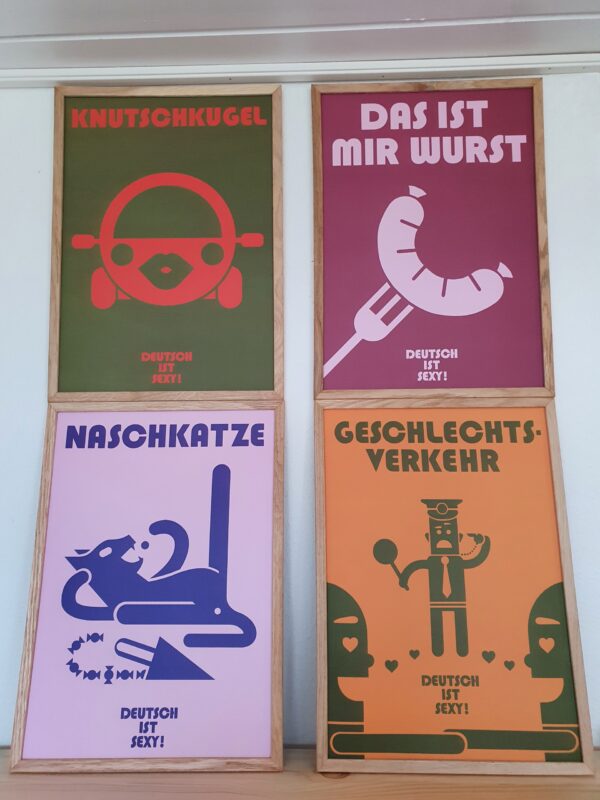 KNUTSCHKUGEL
DEUTSCH
IST
SEXY!
DAS IST
MIR WURST
DEUTSCH
IST
SEXY!
NASCHKATZE
DEUTSCH
IST
SEXY!
GESCHLECHTS-
VERKEHR
DEUTSCH
IST
SEXY!